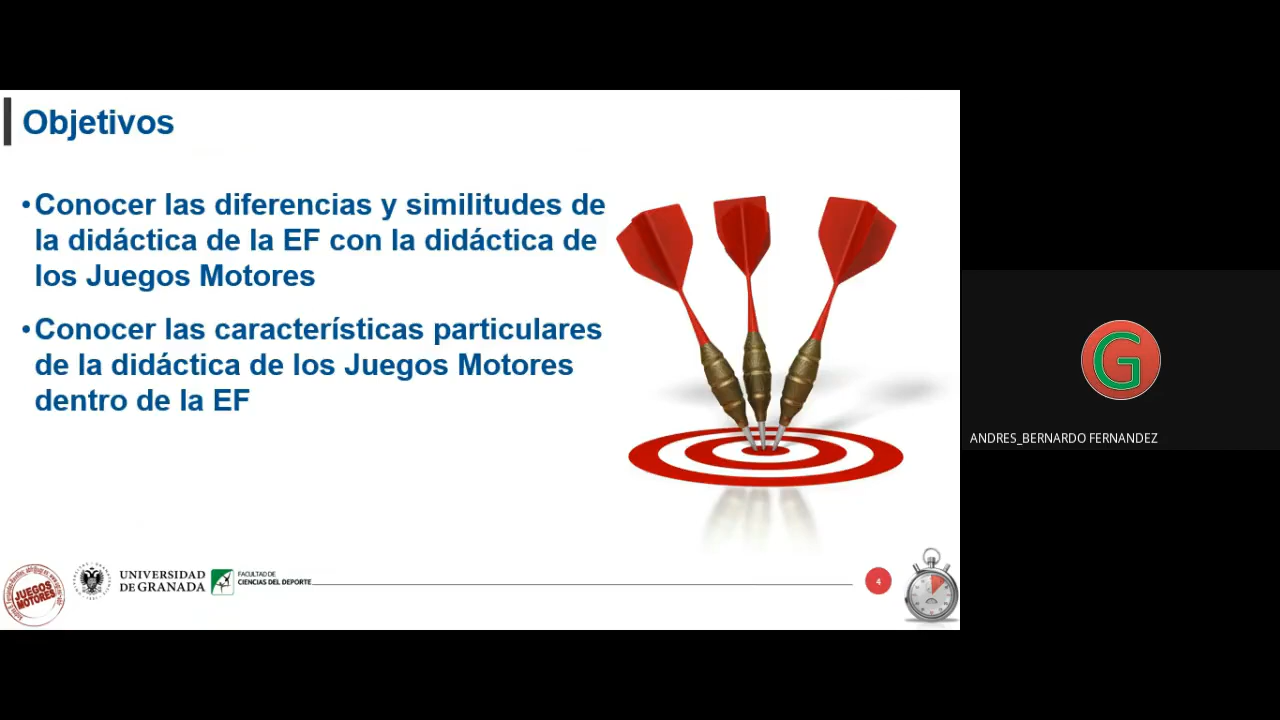 Objetivos
•Conocer las diferencias y similitudes de
la didáctica de la EF con la didáctica de
los Juegos Motores
•Conocer las características particulares
de la didáctica de los Juegos Motores
dentro de la EF
G
ANDRES_BERNARDO FERNANDEZ
JUEGOS
MOTORES
UNIVERSIDAD
DE GRANADA
FACULTAD DE
CIENCIAS DEL DEPORTE
4